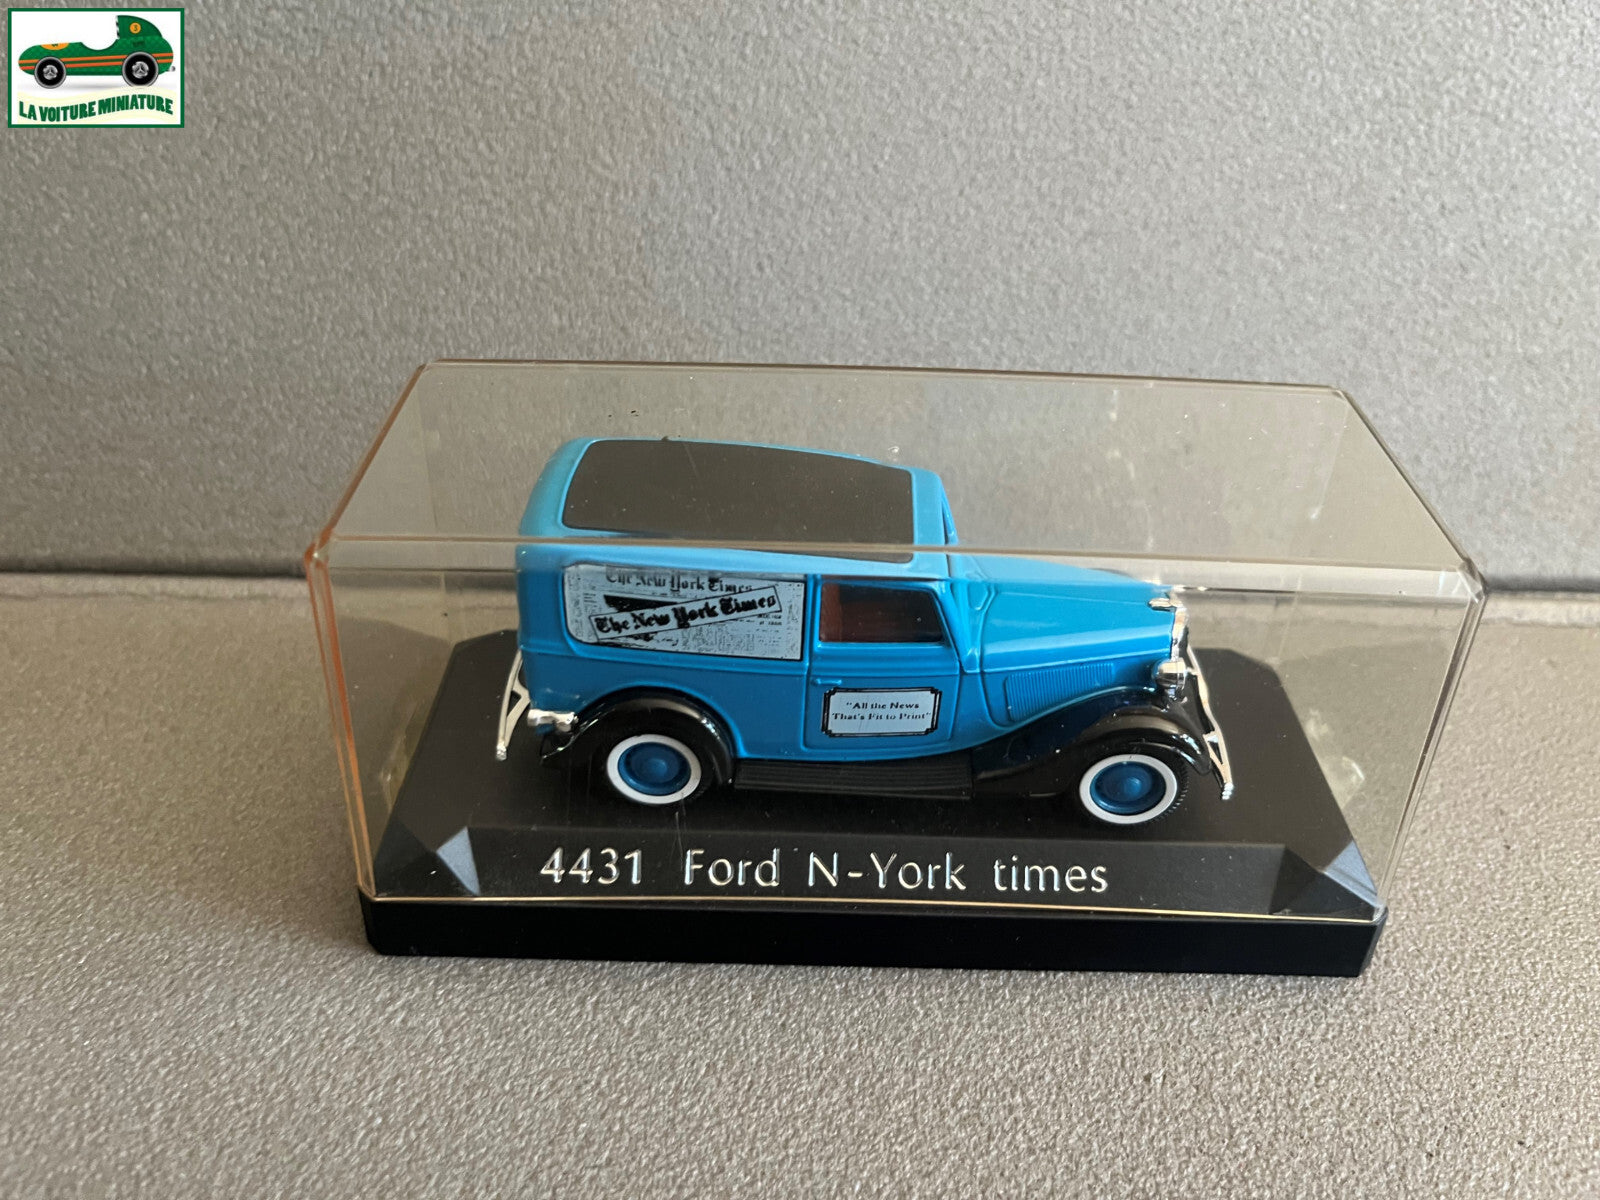 LA VOITURE MINIATURE
The New York Times
The New York Times
"All the News
That's Fit to Print"
4431 Ford N-York times